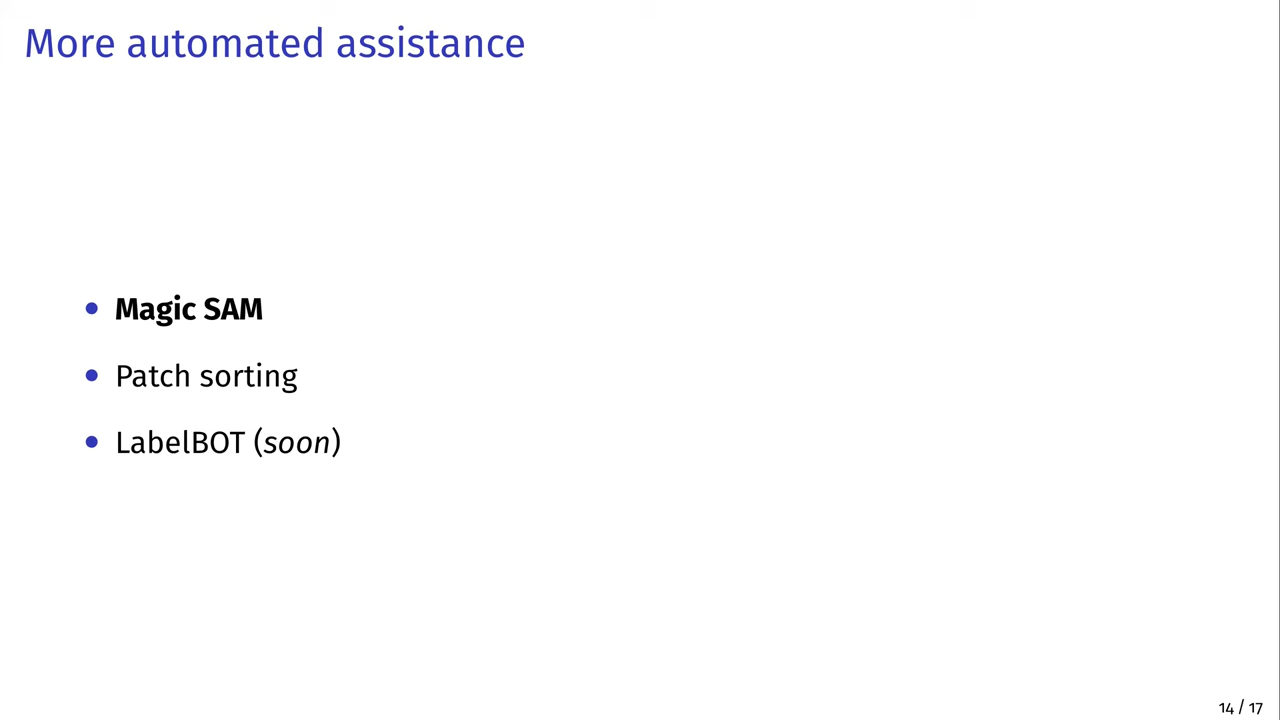 More automated assistance
• Magic SAM
• Patch sorting
• LabelBOT (soon)
14 / 17